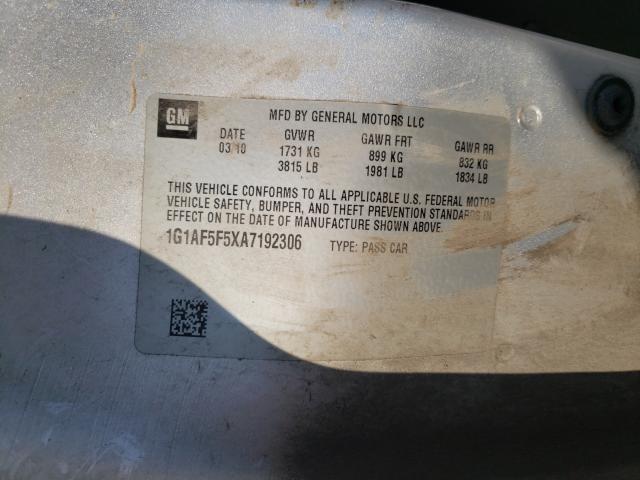 GM
MFD BY GENERAL MOTORS LLC
DATE GVWR GAWR FRT GAWR RR
03 10 1731 KG 899 KG 832 KG
3815 LB 1981 LB 1834 LB
THIS VEHICLE CONFORMS TO ALL APPLICABLE U.S. FEDERAL MOTOR
VEHICLE SAFETY, BUMPER, AND THEFT PREVENTION STANDARDS IN
EFFECT ON THE DATE OF MANUFACTURE SHOWN ABOVE.
1G1AF5F5XA7192306 TYPE: PASS CAR